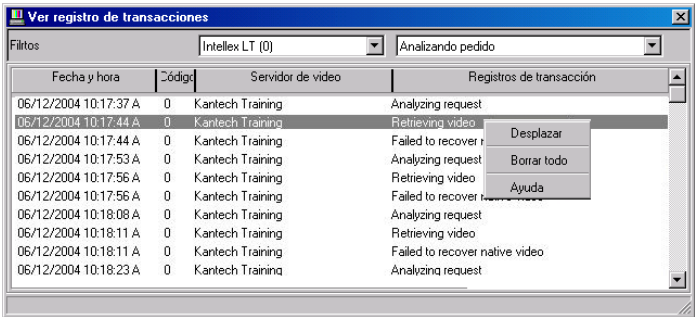 Ver registro de transacciones
Filrtos Intellex LT (0) Analizando pedido
Fecha y hora Código Servidor de video Registros de transacción
06/12/2004 10:17:37 A 0 Kantech Training Analyzing request
06/12/2004 10:17:44 A 0 Kantech Training Retrieving video
06/12/2004 10:17:44 A 0 Kantech Training Failed to recover
06/12/2004 10:17:53 A 0 Kantech Training Analyzing request
06/12/2004 10:17:56 A 0 Kantech Training Retrieving video
06/12/2004 10:17:56 A 0 Kantech Training Failed to recover native video
06/12/2004 10:18:08 A 0 Kantech Training Analyzing request
06/12/2004 10:18:11 A 0 Kantech Training Retrieving video
06/12/2004 10:18:11 A 0 Kantech Training Failed to recover native video
06/12/2004 10:18:23 A 0 Kantech Training Analyzing request
Desplazar
Borrar todo
Ayuda